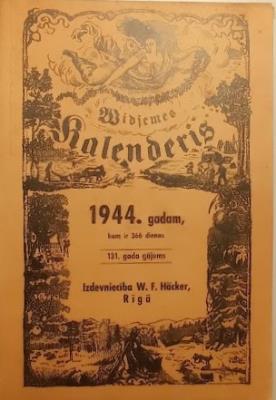 Widzemes
Kalenderis
1944. gadam,
kam ir 366 dienas
131. gada gājums
Izdevniecība W. F. Häcker,
Rīgā